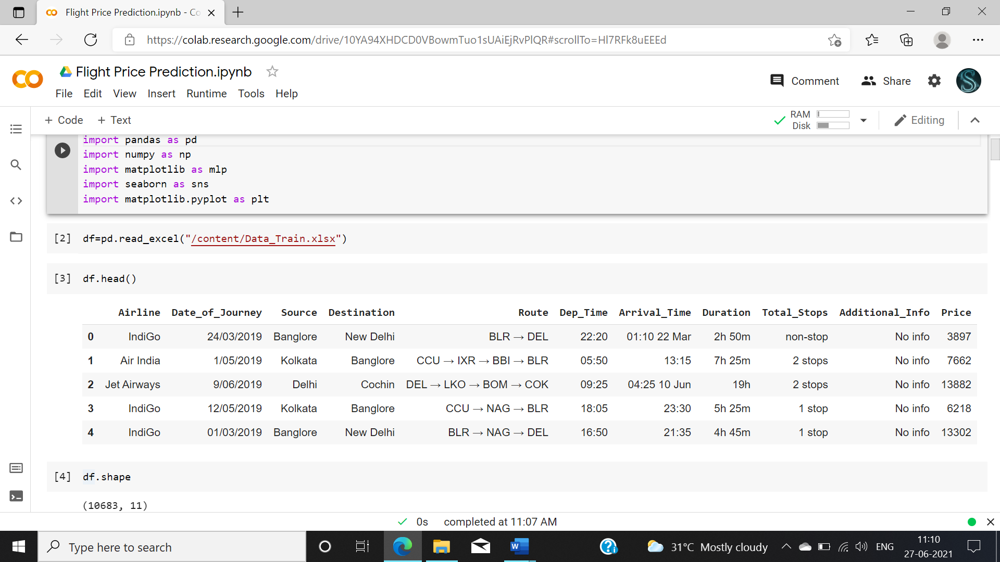 Flight Price Prediction.ipynb - Co
https://colab.research.google.com/drive/10YA94XHDCD0VBowmTuo1sUAiEjRvPlQR#scrollTo=Hl7RFk8uEEEd
CO
Flight Price Prediction.ipynb
Comment Share
File Edit View Insert Runtime Tools Help
+ Code + Text
RAM
Disk
Editing
import pandas as pd
import numpy as np
import matplotlib as mlp
import seaborn as sns
import matplotlib.pyplot as plt
[2] df=pd.read_excel("/content/Data_Train.xlsx")
[3] df.head()
Airline Date_of_Journey Source Destination Route Dep_Time Arrival_Time Duration Total_Stops Additional_Info Price
0 IndiGo 24/03/2019 Banglore New Delhi BLR → DEL 22:20 01:10 22 Mar 2h 50m non-stop No info 3897
1 Air India 1/05/2019 Kolkata Banglore CCU → IXR → BBI → BLR 05:50 13:15 7h 25m 2 stops No info 7662
2 Jet Airways 9/06/2019 Delhi Cochin DEL → LKO → BOM → COK 09:25 04:25 10 Jun 19h 2 stops No info 13882
3 IndiGo 12/05/2019 Kolkata Banglore CCU → NAG → BLR 18:05 23:30 5h 25m 1 stop No info 6218
4 IndiGo 01/03/2019 Banglore New Delhi BLR → NAG → DEL 16:50 21:35 4h 45m 1 stop No info 13302
[4] df.shape
(10683, 11)
0s completed at 11:07 AM
Type here to search
31°C Mostly cloudy
ENG
11:10
27-06-2021